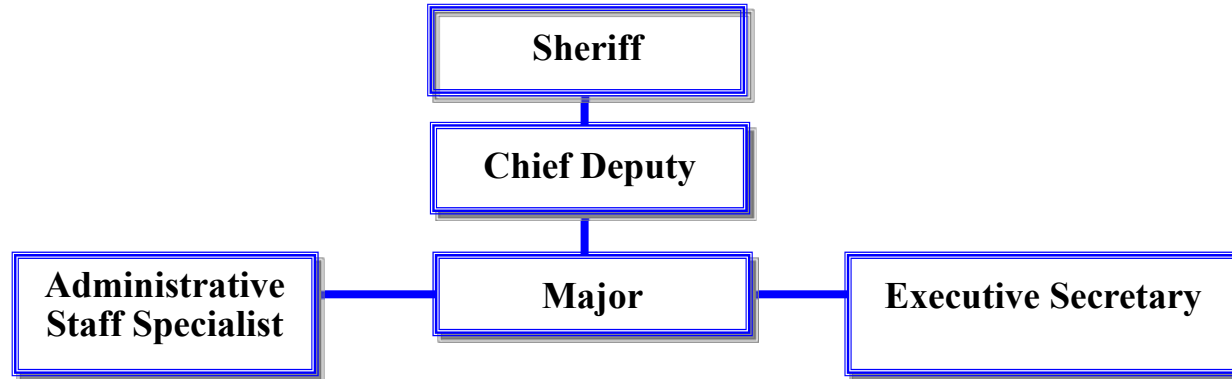 Sheriff
Chief Deputy
Administrative
Staff Specialist
Major
Executive Secretary